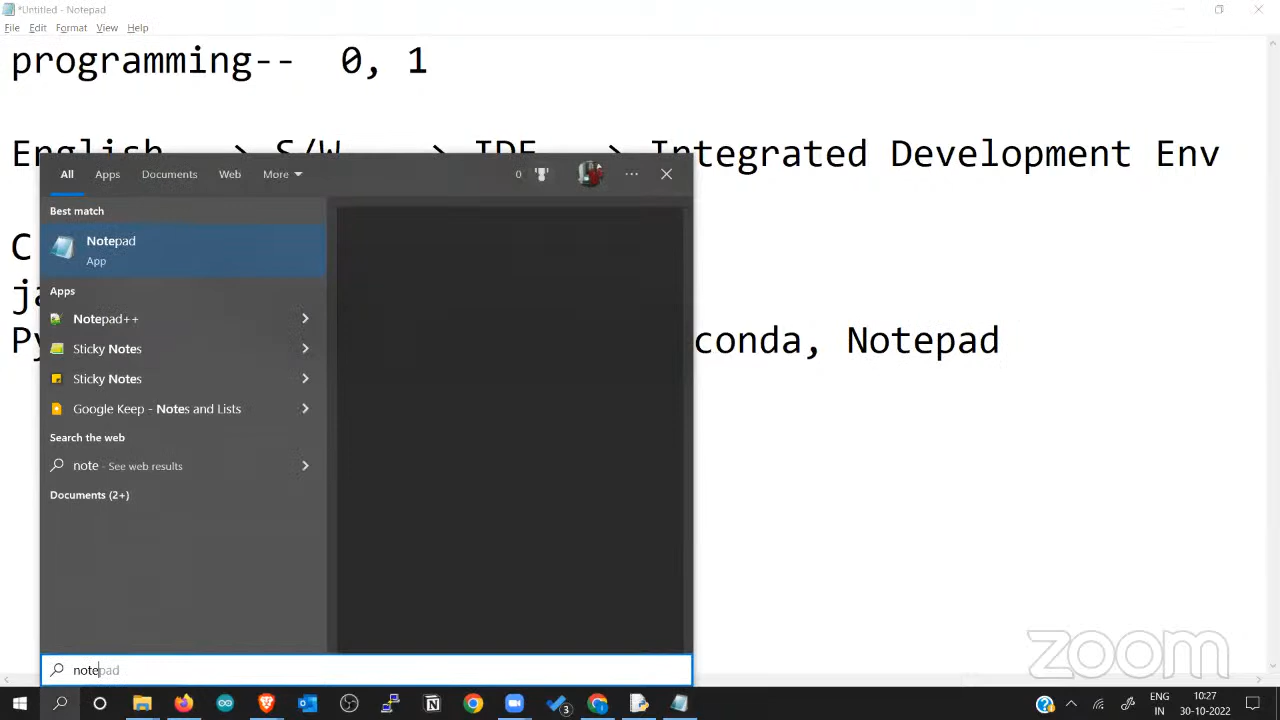 *Untitled - Notepad
File Edit Format View Help
programming-- 0, 1
English --> S/W --> IDE --> Integrated Development Env
C
conda, Notepad
All Apps Documents Web More 0
Best match
Notepad
App
Apps
Notepad++
Sticky Notes
Sticky Notes
Google Keep - Notes and Lists
Search the web
note - See web results
Documents (2+)
notepad
zoom
3
ENG
IN
10:27
30-10-2022